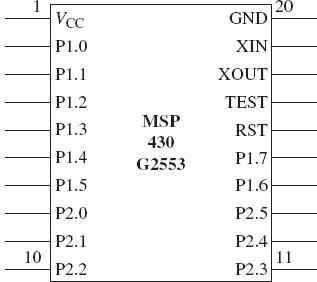 1 20
V_CC GND
P1.0 XIN
P1.1 XOUT
P1.2 TEST
P1.3 MSP RST
P1.4 430 P1.7
P1.5 G2553 P1.6
P2.0 P2.5
P2.1 P2.4
10 11
P2.2 P2.3